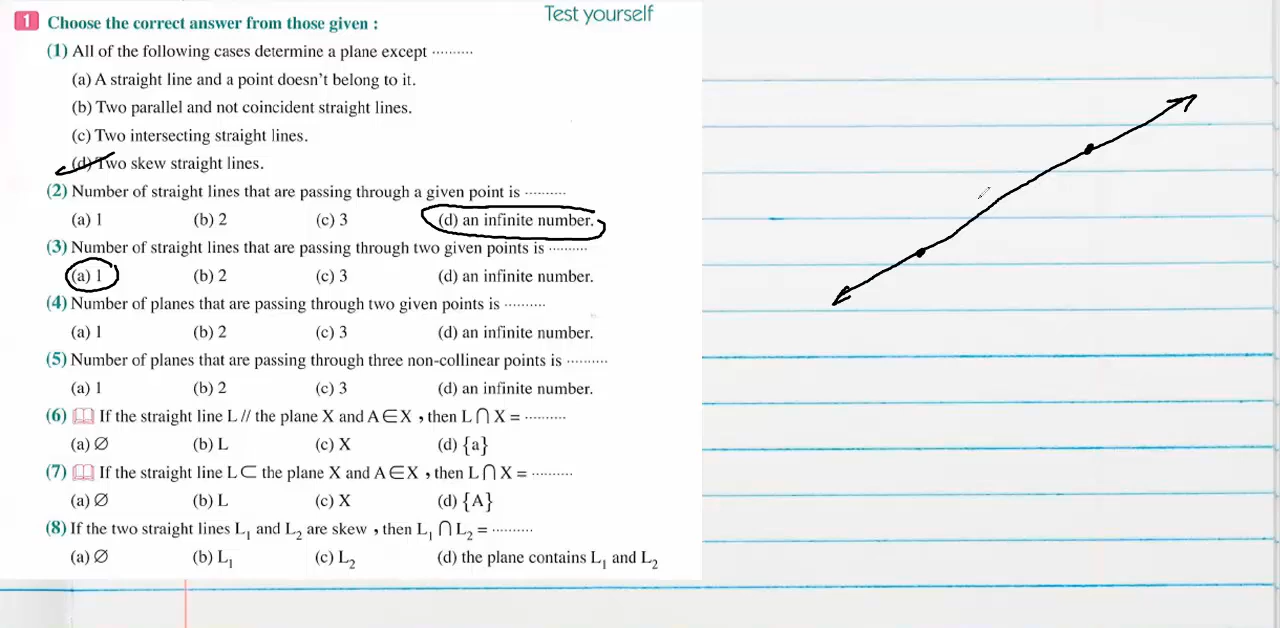 Test yourself
1 Choose the correct answer from those given :
(1) All of the following cases determine a plane except ··········
(a) A straight line and a point doesn't belong to it.
(b) Two parallel and not coincident straight lines.
(c) Two intersecting straight lines.
(d) Two skew straight lines.
(2) Number of straight lines that are passing through a given point is ··········
(a) 1 (b) 2 (c) 3 (d) an infinite number.
(3) Number of straight lines that are passing through two given points is ··········
(a) 1 (b) 2 (c) 3 (d) an infinite number.
(4) Number of planes that are passing through two given points is ··········
(a) 1 (b) 2 (c) 3 (d) an infinite number.
(5) Number of planes that are passing through three non-collinear points is ··········
(a) 1 (b) 2 (c) 3 (d) an infinite number.
(6) If the straight line L // the plane X and A ∈ X , then L ∩ X = ··········
(a) ∅ (b) L (c) X (d) {a}
(7) If the straight line L ⊂ the plane X and A ∈ X , then L ∩ X = ··········
(a) ∅ (b) L (c) X (d) {A}
(8) If the two straight lines L₁ and L₂ are skew , then L₁ ∩ L₂ = ··········
(a) ∅ (b) L₁ (c) L₂ (d) the plane contains L₁ and L₂